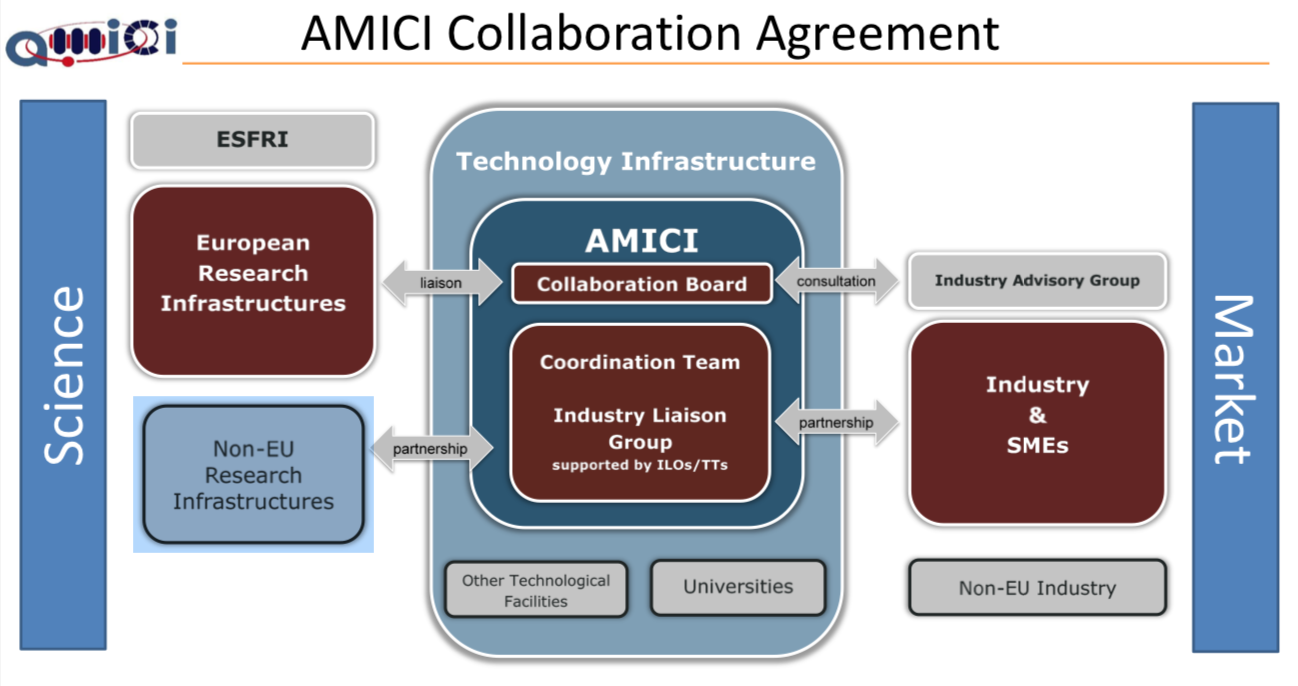 amici
AMICI Collaboration Agreement
Science
ESFRI
European
Research
Infrastructures
Non-EU
Research
Infrastructures
liaison
partnership
Technology Infrastructure
AMICI
Collaboration Board
Coordination Team
Industry Liaison
Group
supported by ILOs/TTs
Other Technological
Facilities
Universities
consultation
partnership
Industry Advisory Group
Industry
&
SMEs
Non-EU Industry
Market